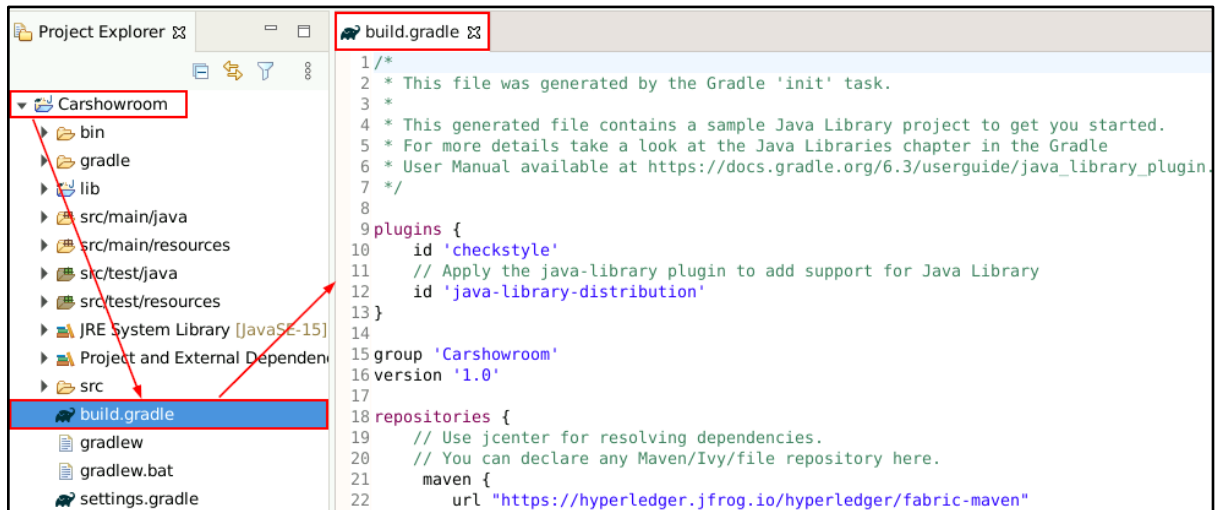 Project Explorer
Carshowroom
bin
gradle
lib
src/main/java
src/main/resources
src/test/java
src/test/resources
JRE System Library [JavaSE-15]
Project and External Dependen
src
build.gradle
gradlew
gradlew.bat
settings.gradle
build.gradle
1 /*
2 * This file was generated by the Gradle 'init' task.
3 *
4 * This generated file contains a sample Java Library project to get you started.
5 * For more details take a look at the Java Libraries chapter in the Gradle
6 * User Manual available at https://docs.gradle.org/6.3/userguide/java_library_plugin.
7 */
8
9 plugins {
10 id 'checkstyle'
11 // Apply the java-library plugin to add support for Java Library
12 id 'java-library-distribution'
13 }
14
15 group 'Carshowroom'
16 version '1.0'
17
18 repositories {
19 // Use jcenter for resolving dependencies.
20 // You can declare any Maven/Ivy/file repository here.
21 maven {
22 url "https://hyperledger.jfrog.io/hyperledger/fabric-maven"